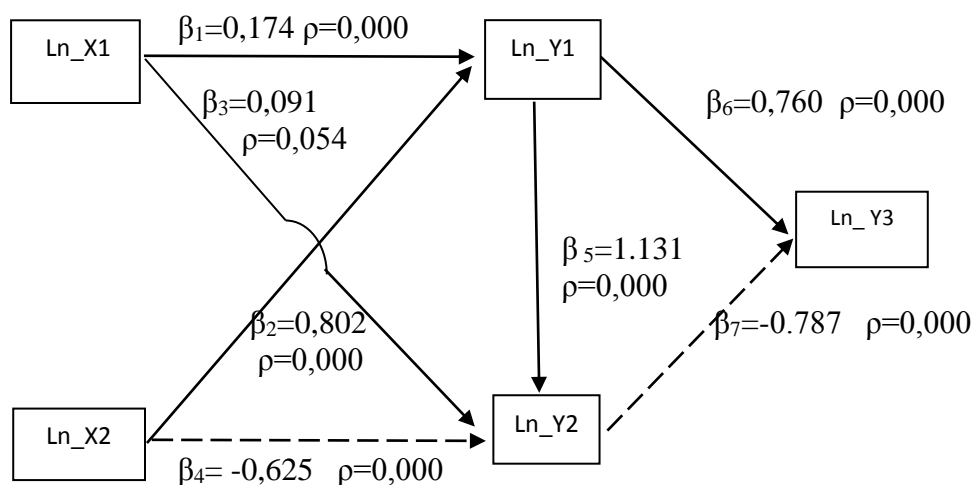 Ln_X1
β₁=0,174 ρ=0,000
Ln_Y1
β₃=0,091
ρ=0,054
β₆=0,760 ρ=0,000
Ln_ Y3
β ₅=1.131
ρ=0,000
β₂=0,802
ρ=0,000
β₇=-0.787 ρ=0,000
Ln_X2
Ln_Y2
β₄= -0,625 ρ=0,000